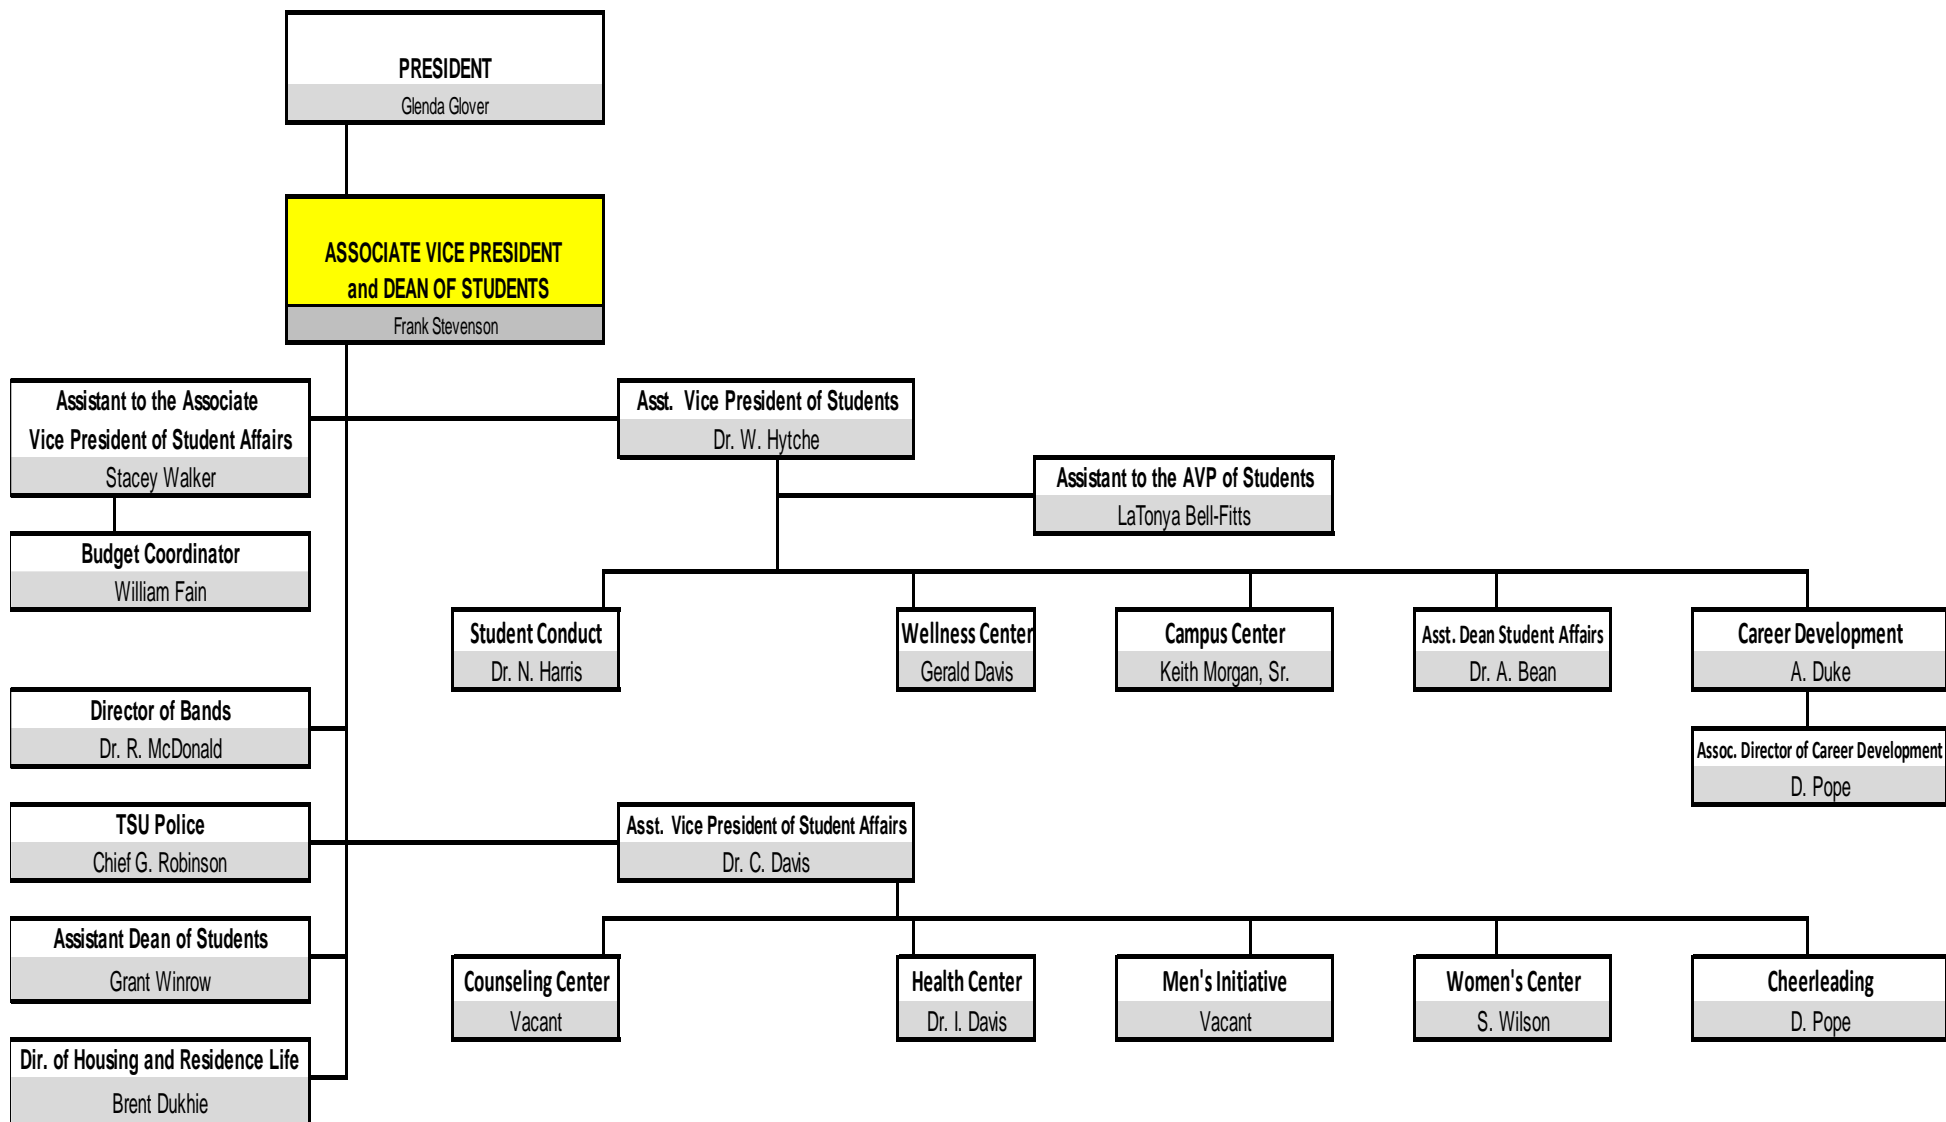 PRESIDENT
Glenda Glover
ASSOCIATE VICE PRESIDENT
and DEAN OF STUDENTS
Frank Stevenson
Assistant to the Associate
Vice President of Student Affairs
Stacey Walker
Asst. Vice President of Students
Dr. W. Hytche
Assistant to the AVP of Students
LaTonya Bell-Fitts
Budget Coordinator
William Fain
Student Conduct
Dr. N. Harris
Wellness Center
Gerald Davis
Campus Center
Keith Morgan, Sr.
Asst. Dean Student Affairs
Dr. A. Bean
Career Development
A. Duke
Director of Bands
Dr. R. McDonald
Assoc. Director of Career Development
D. Pope
TSU Police
Chief G. Robinson
Asst. Vice President of Student Affairs
Dr. C. Davis
Assistant Dean of Students
Grant Winrow
Counseling Center
Vacant
Health Center
Dr. I. Davis
Men's Initiative
Vacant
Women's Center
S. Wilson
Cheerleading
D. Pope
Dir. of Housing and Residence Life
Brent Dukhie